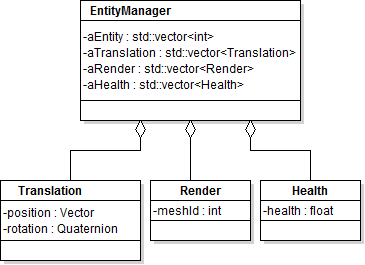 EntityManager
-aEntity : std::vector<int>
-aTranslation : std::vector<Translation>
-aRender : std::vector<Render>
-aHealth : std::vector<Health>
Translation
-position : Vector
-rotation : Quaternion
Render
-meshId : int
Health
-health : float